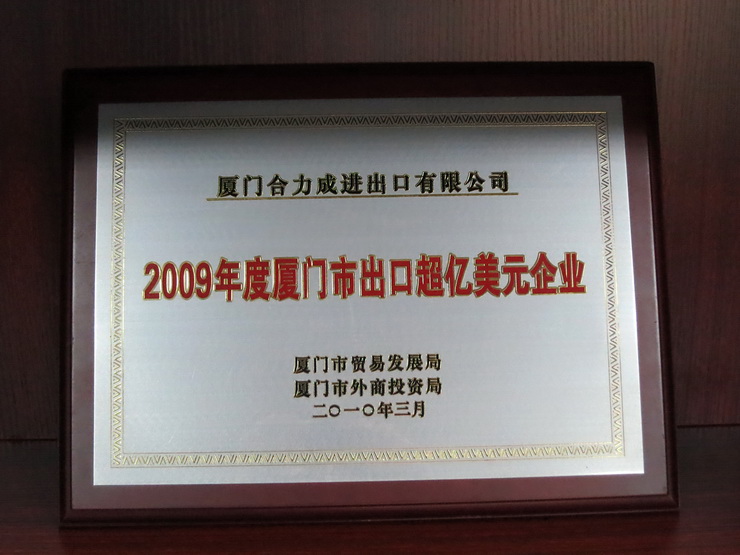 厦门合力成进出口有限公司
2009年度厦门市出口超亿美元企业
厦门市贸易发展局
厦门市外商投资局
二〇一〇年三月